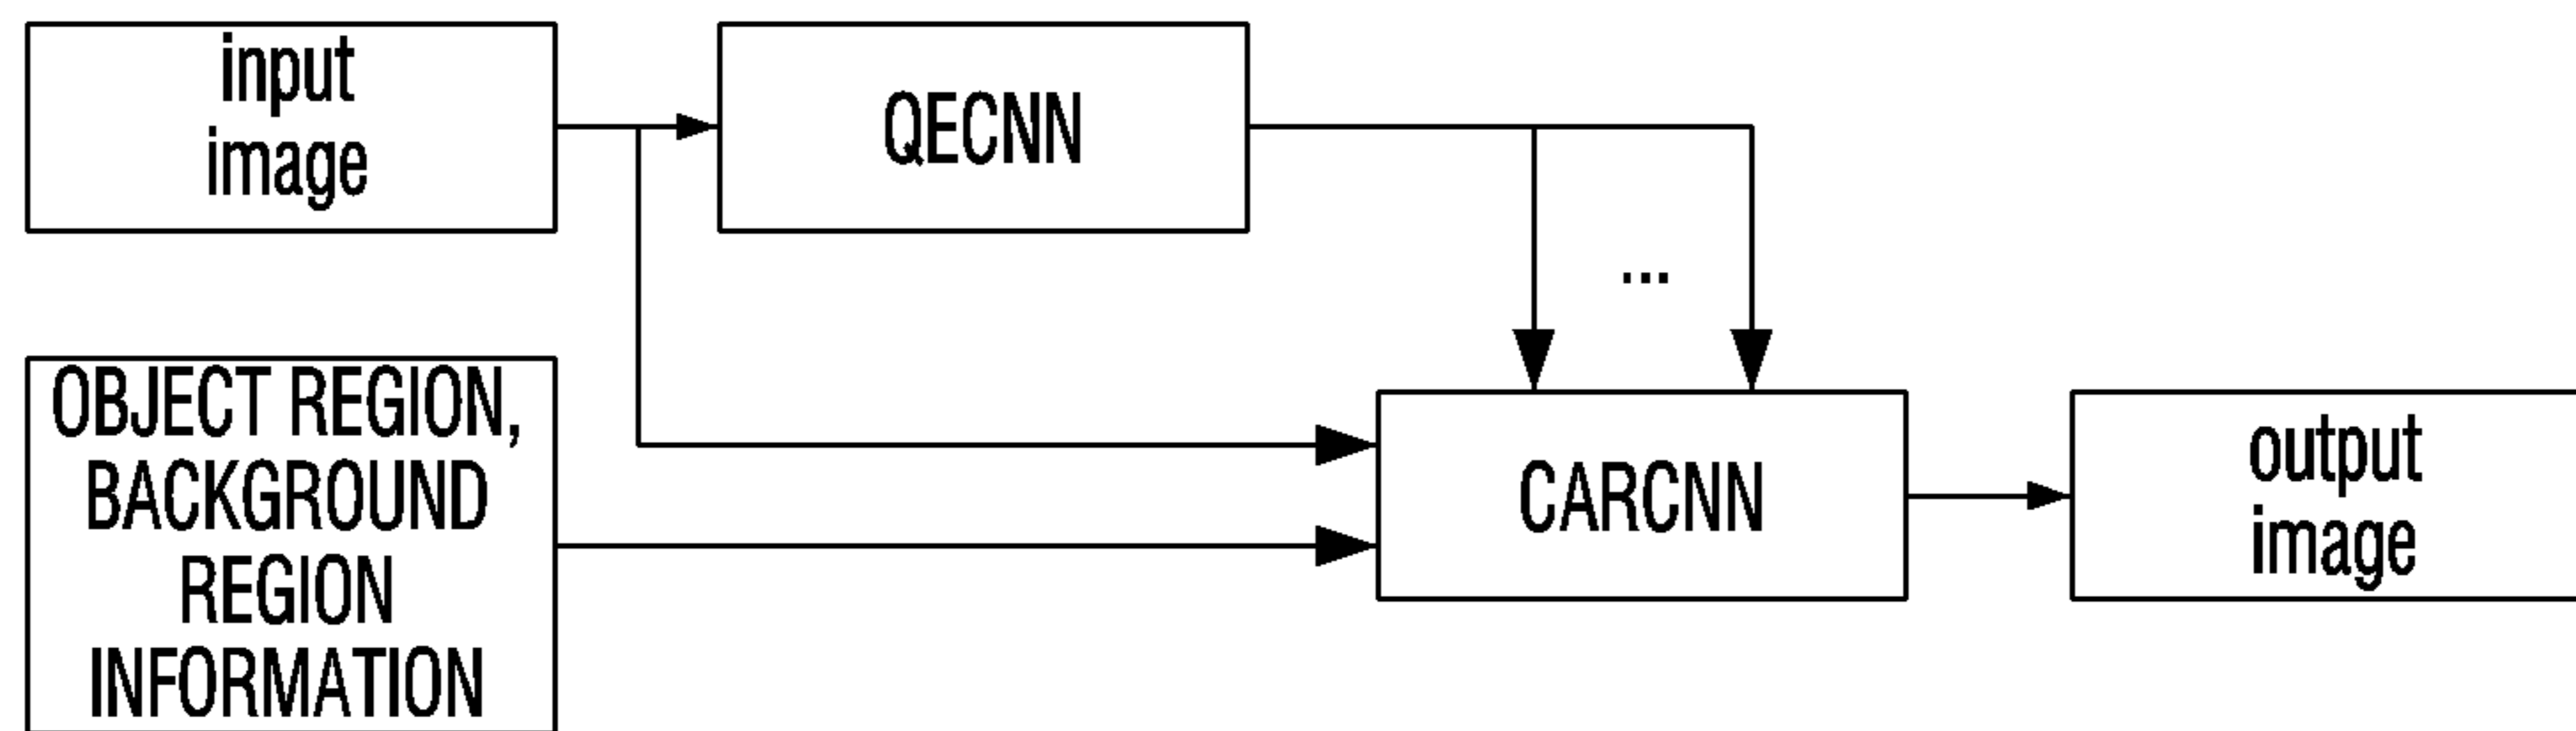 input
image
QECNN
...
OBJECT REGION,
BACKGROUND
REGION
INFORMATION
CARCNN
output
image